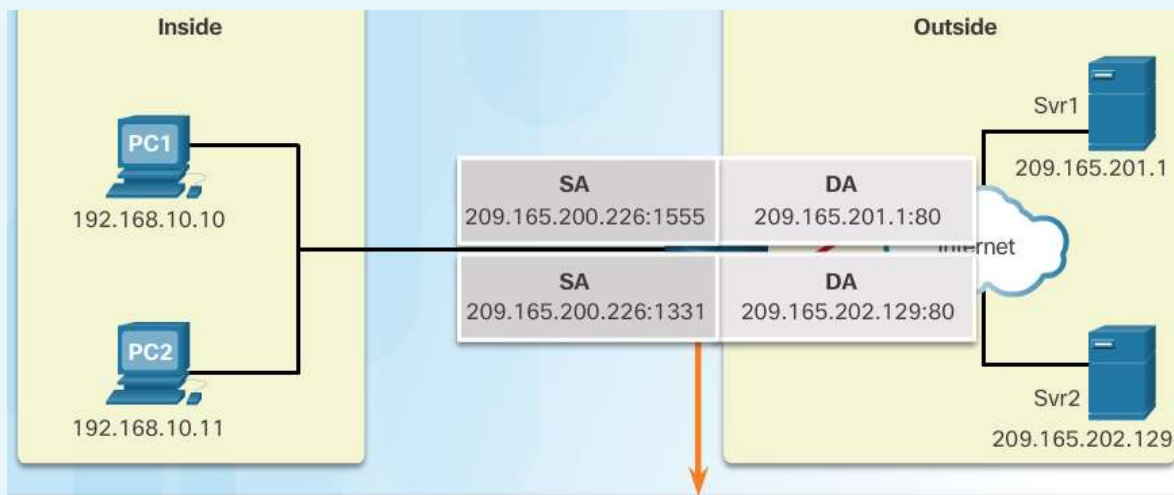 Inside
Outside
PC1
192.168.10.10
PC2
192.168.10.11
SA
DA
209.165.200.226:1555
209.165.201.1:80
SA
DA
209.165.200.226:1331
209.165.202.129:80
Svr1
209.165.201.1
Internet
Svr2
209.165.202.129